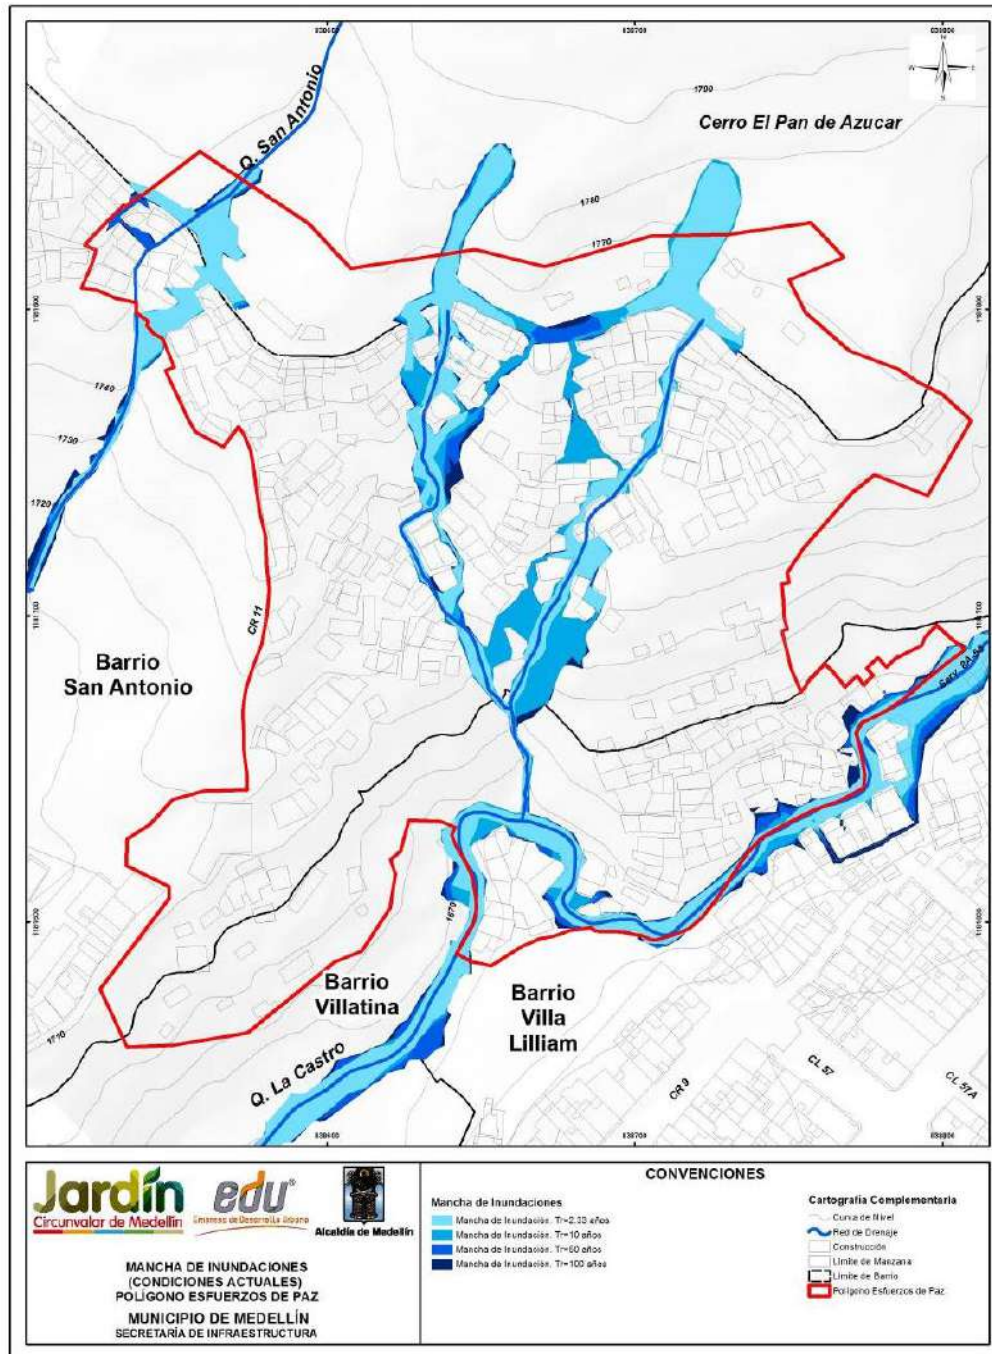 N
W E
S
1790
Cerro El Pan de Azucar
Q. San Antonio
1780
1770
1740
1730
1720
CR 11
Barrio
San Antonio
1670
Barrio
Villatina
Barrio
Villa
Lilliam
1710
Q. La Castro
CR 9
CL 57
CL 57A
Jardín
Circunvalar de Medellín
edu®
Empresa de Desarrollo Urbano
Alcaldía de Medellín
MANCHA DE INUNDACIONES
(CONDICIONES ACTUALES)
POLÍGONO ESFUERZOS DE PAZ
MUNICIPIO DE MEDELLÍN
SECRETARÍA DE INFRAESTRUCTURA
CONVENCIONES
Mancha de Inundaciones
Mancha de Inundación. Tr=2.33 años
Mancha de Inundación. Tr=10 años
Mancha de Inundación. Tr=50 años
Mancha de Inundación. Tr=100 años
Cartografía Complementaria
Curva de Nivel
Red de Drenaje
Construcción
Límite de Manzana
Límite de Barrio
Polígono Esfuerzos de Paz